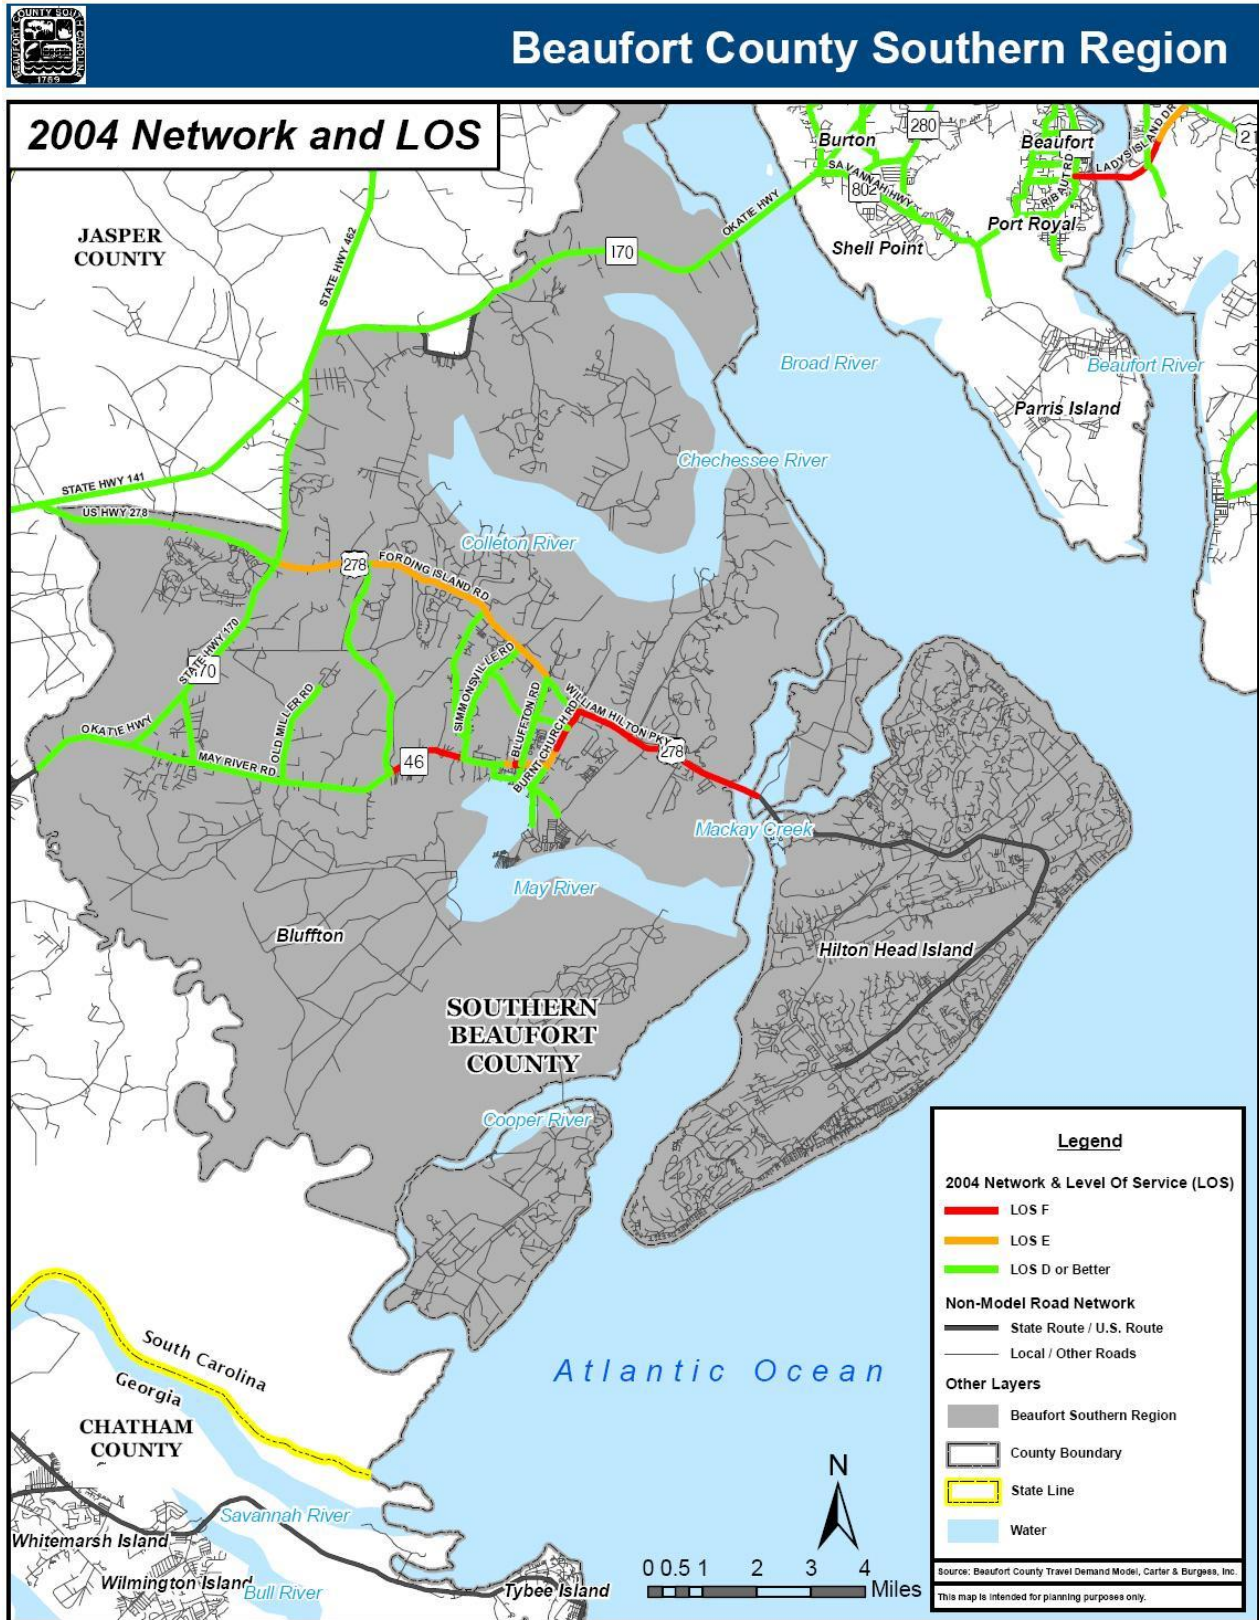 BEAUFORT COUNTY SOUTH CAROLINA
1769
Beaufort County Southern Region
2004 Network and LOS
JASPER
COUNTY
STATE HWY 462
170
OKATIE HWY
Burton
280
SAVANNAH HWY
802
Shell Point
Beaufort
RIBAUT RD
Port Royal
LADYS ISLAND DR
21
Broad River
Beaufort River
Parris Island
Chechessee River
STATE HWY 141
US HWY 278
Colleton River
278
FORDING ISLAND RD
STATE HWY 170
170
OKATIE HWY
OLD MILLER RD
MAY RIVER RD
SIMMONSVILLE RD
BLUFFTON RD
BURNT CHURCH RD
WILLIAM HILTON PKY
278
46
Mackay Creek
May River
Bluffton
Hilton Head Island
SOUTHERN
BEAUFORT
COUNTY
Cooper River
Atlantic Ocean
South Carolina
Georgia
CHATHAM
COUNTY
Savannah River
Whitemarsh Island
Wilmington Island
Bull River
Tybee Island
N
0 0.5 1 2 3 4
Miles
Legend
2004 Network & Level Of Service (LOS)
LOS F
LOS E
LOS D or Better
Non-Model Road Network
State Route / U.S. Route
Local / Other Roads
Other Layers
Beaufort Southern Region
County Boundary
State Line
Water
Source: Beaufort County Travel Demand Model, Carter & Burgess, Inc.
This map is intended for planning purposes only.